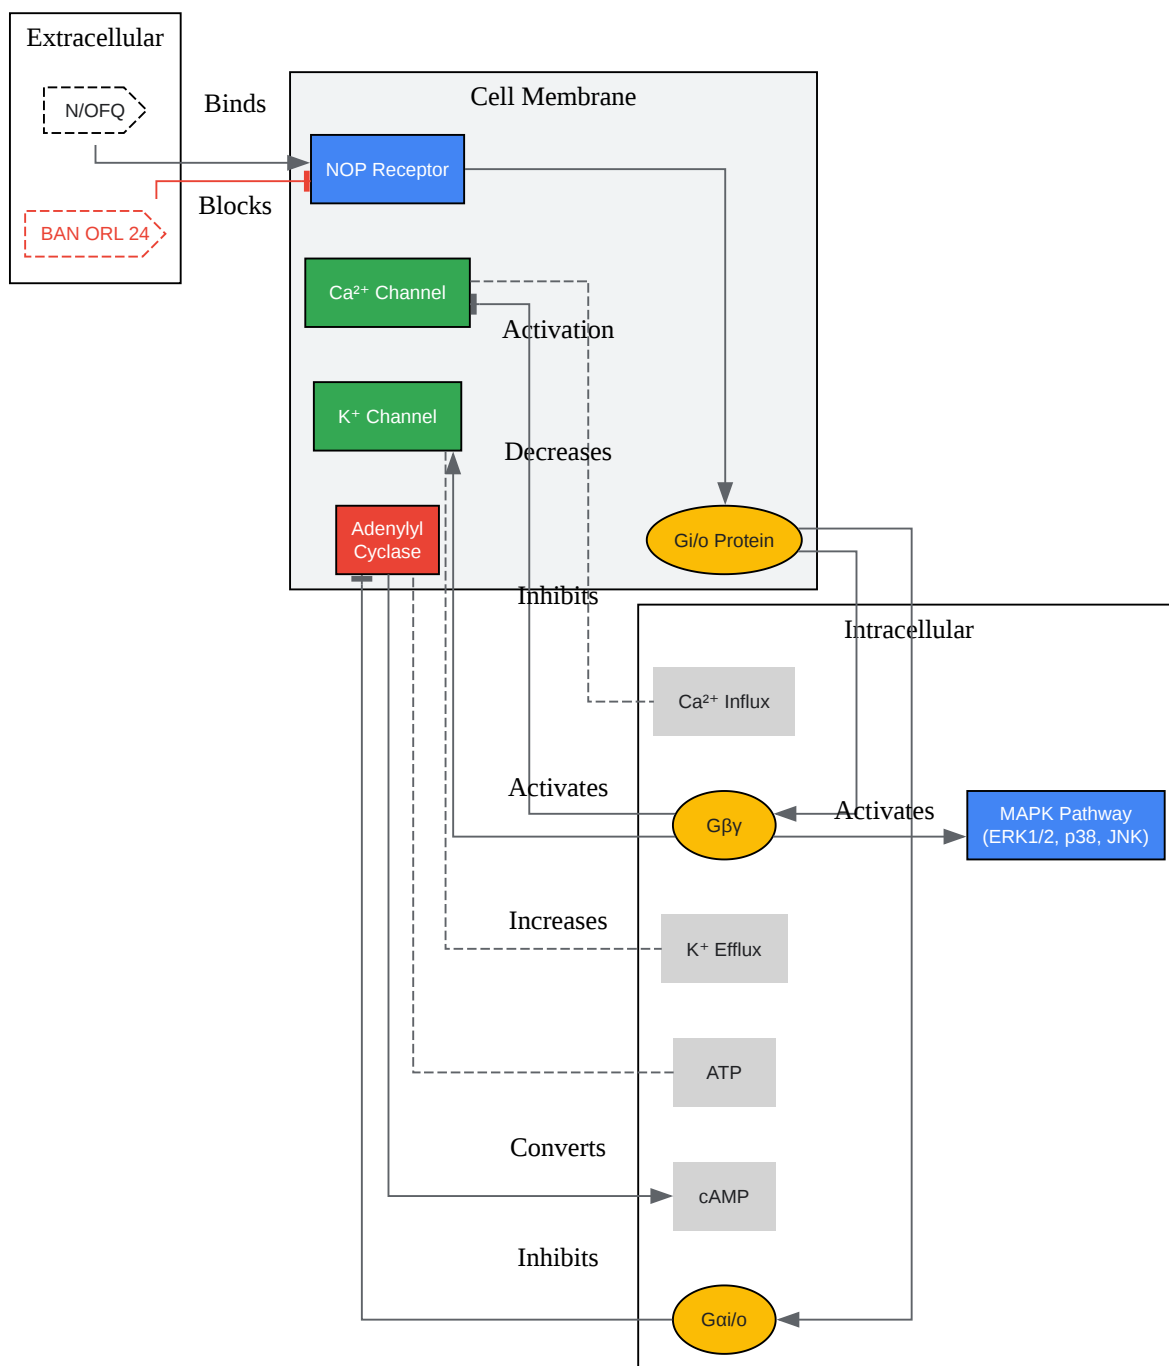 Extracellular
N/OFQ
BAN ORL 24
Binds
Blocks
Cell Membrane
NOP Receptor
Ca²⁺ Channel
Activation
K⁺ Channel
Decreases
Adenylyl
Cyclase
Gi/o Protein
Inhibits
Intracellular
Ca²⁺ Influx
Activates
Gβγ
Activates
MAPK Pathway
(ERK1/2, p38, JNK)
Increases
K⁺ Efflux
ATP
Converts
cAMP
Inhibits
Gαi/o